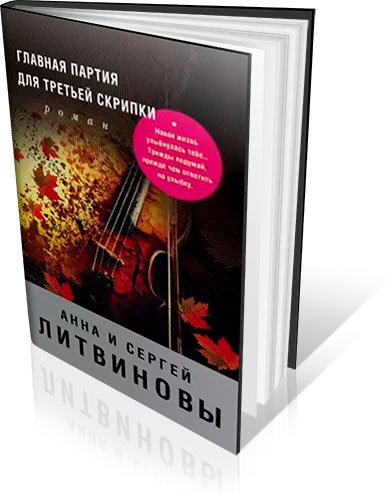 ГЛАВНАЯ ПАРТИЯ
ДЛЯ ТРЕТЬЕЙ СКРИПКИ
роман
Новая жизнь
улыбнулась тебе...
Трижды подумай,
прежде чем ответить
на улыбку.
АННА И СЕРГЕЙ
ЛИТВИНОВЫ